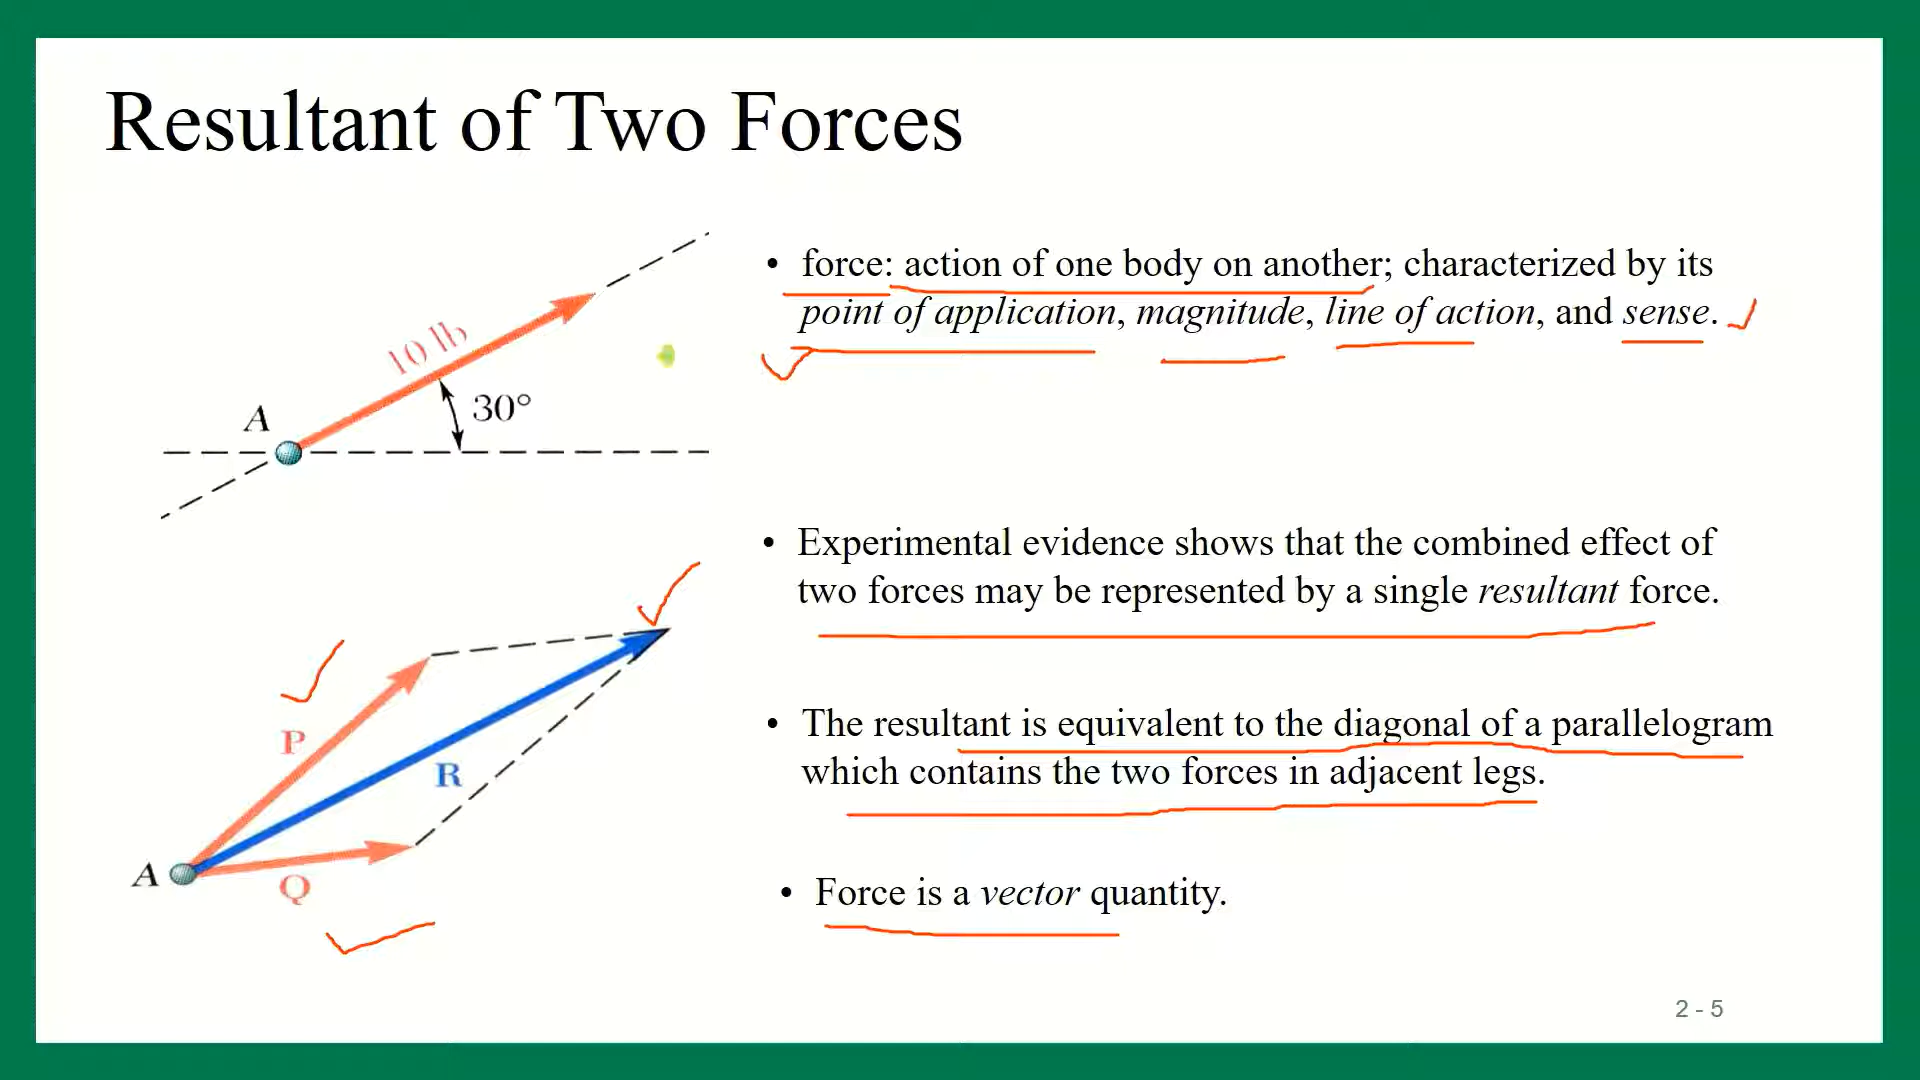 Resultant of Two Forces
10 lb
A
30°
• force: action of one body on another; characterized by its
point of application, magnitude, line of action, and sense.
• Experimental evidence shows that the combined effect of
two forces may be represented by a single resultant force.
P
R
A
Q
• The resultant is equivalent to the diagonal of a parallelogram
which contains the two forces in adjacent legs.
• Force is a vector quantity.
2 - 5